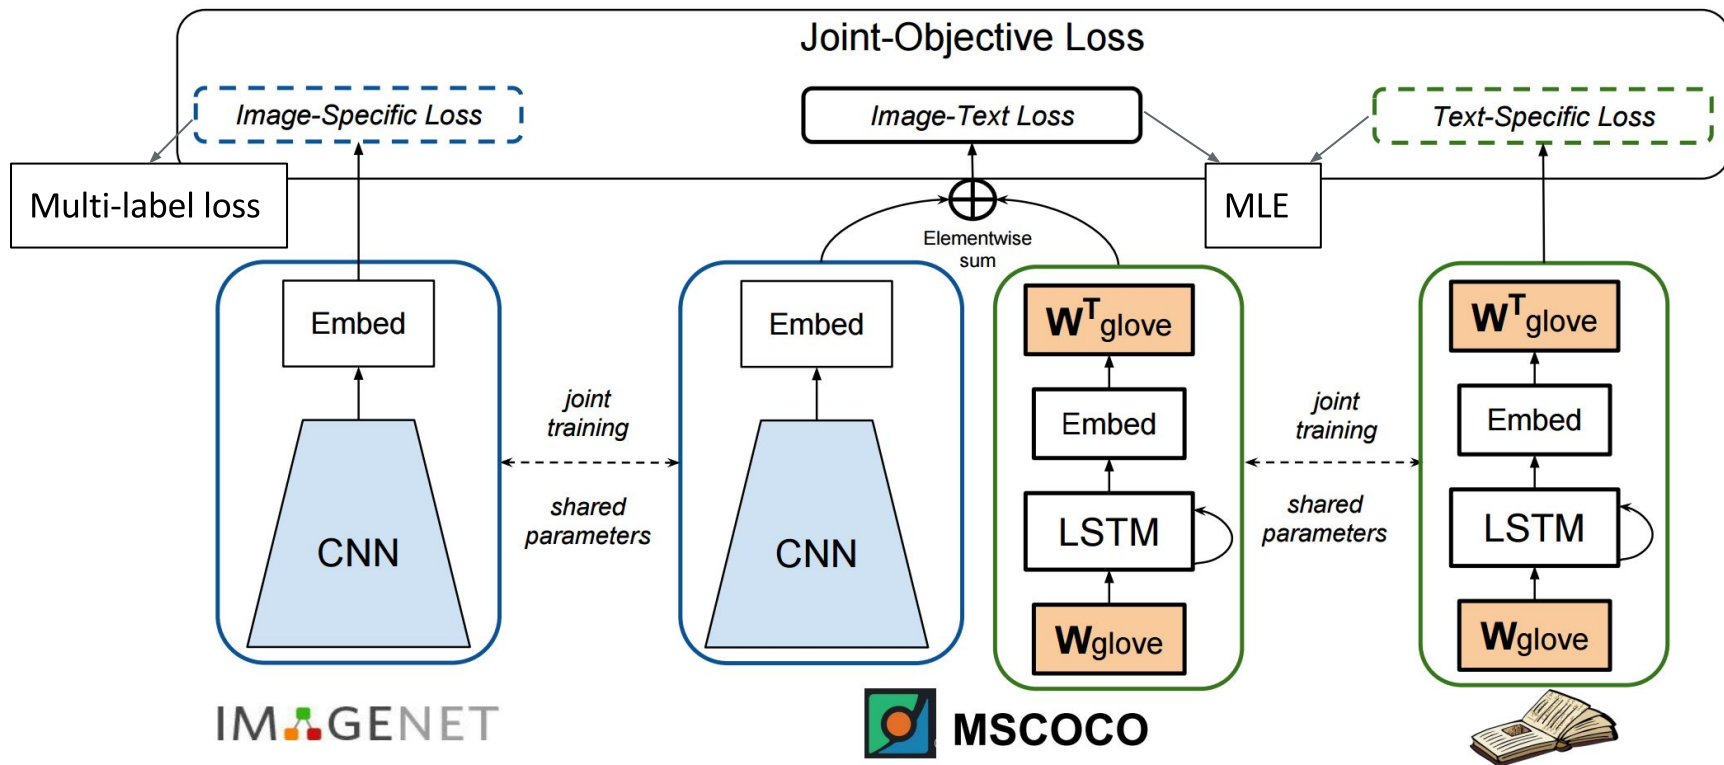 Joint-Objective Loss
Image-Specific Loss
Image-Text Loss
Text-Specific Loss
Multi-label loss
MLE
Elementwise
sum
Embed
CNN
joint
training
shared
parameters
Embed
CNN
W^T glove
Embed
LSTM
Wglove
joint
training
shared
parameters
W^T glove
Embed
LSTM
Wglove
IMAGENET
MSCOCO